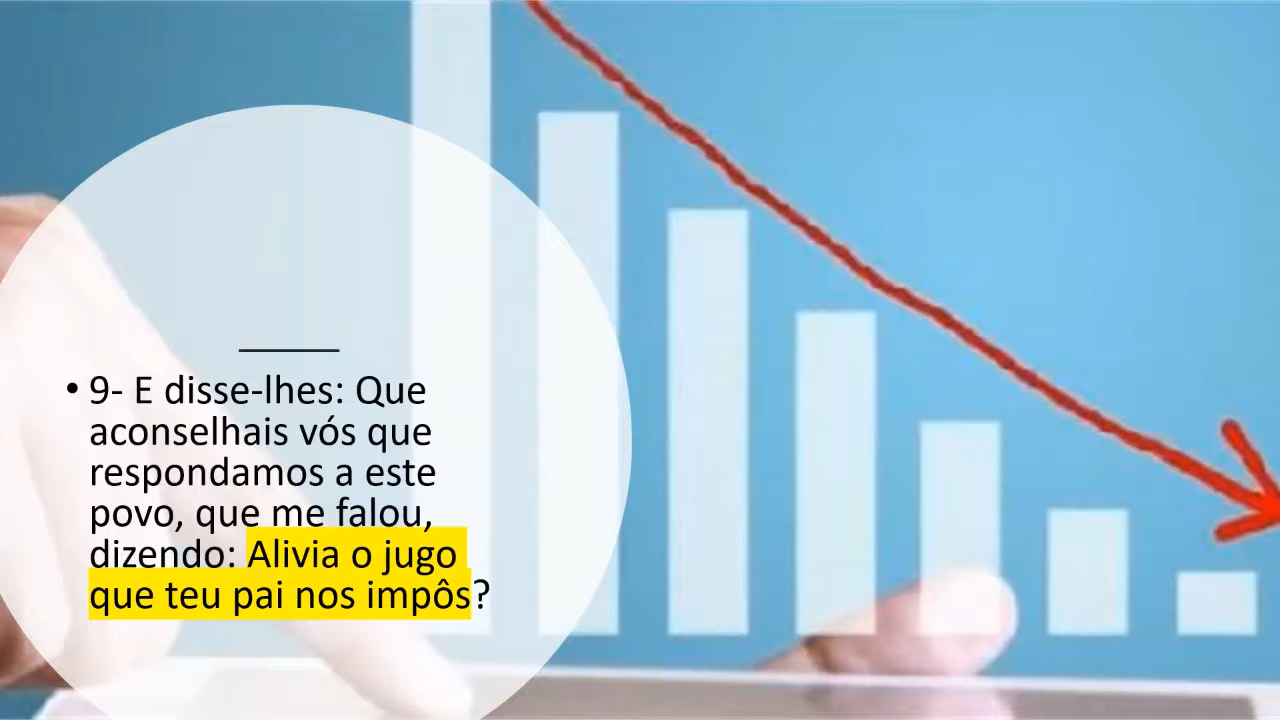 • 9- E disse-lhes: Que
aconselhais vós que
respondamos a este
povo, que me falou,
dizendo: Alivia o jugo
que teu pai nos impôs?